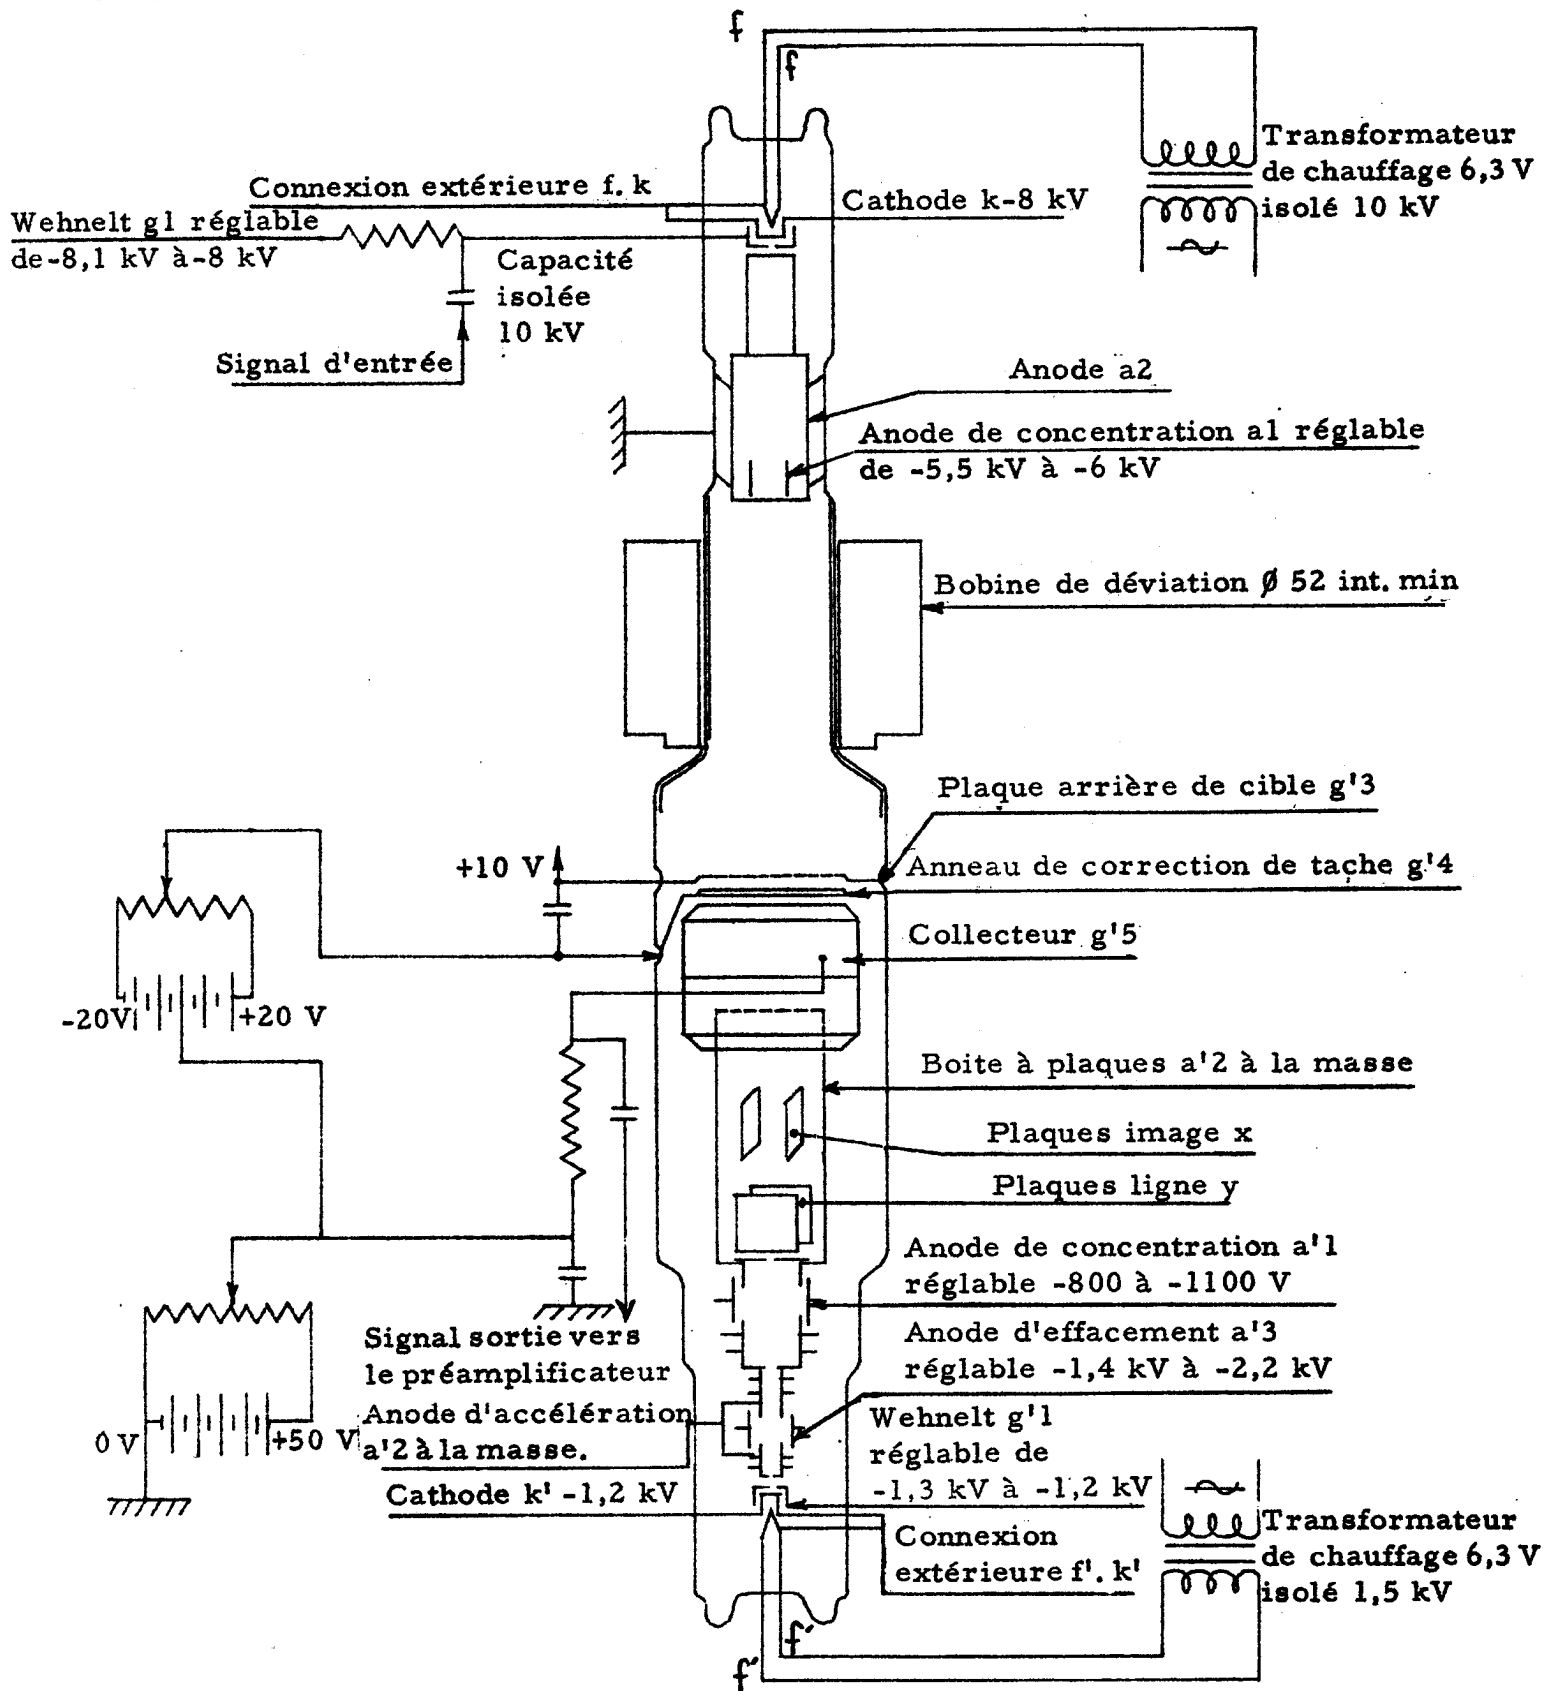 f
f
Transformateur
de chauffage 6,3 V
isolé 10 kV
Connexion extérieure f. k
Cathode k-8 kV
Wehnelt g1 réglable
de-8,1 kV à-8 kV
Capacité
isolée
10 kV
Signal d'entrée
Anode a2
Anode de concentration a1 réglable
de -5,5 kV à -6 kV
Bobine de déviation Ø 52 int. min
Plaque arrière de cible g'3
+10 V
Anneau de correction de tache g'4
Collecteur g'5
-20V
+20 V
Boite à plaques a'2 à la masse
Plaques image x
Plaques ligne y
Anode de concentration a'1
réglable -800 à -1100 V
Signal sortie vers
le préamplificateur
Anode d'effacement a'3
réglable -1,4 kV à -2,2 kV
0 V
+50 V
Anode d'accélération
a'2 à la masse.
Wehnelt g'1
réglable de
-1,3 kV à -1,2 kV
Cathode k' -1,2 kV
Connexion
extérieure f'. k'
Transformateur
de chauffage 6,3 V
isolé 1,5 kV
f'
f'